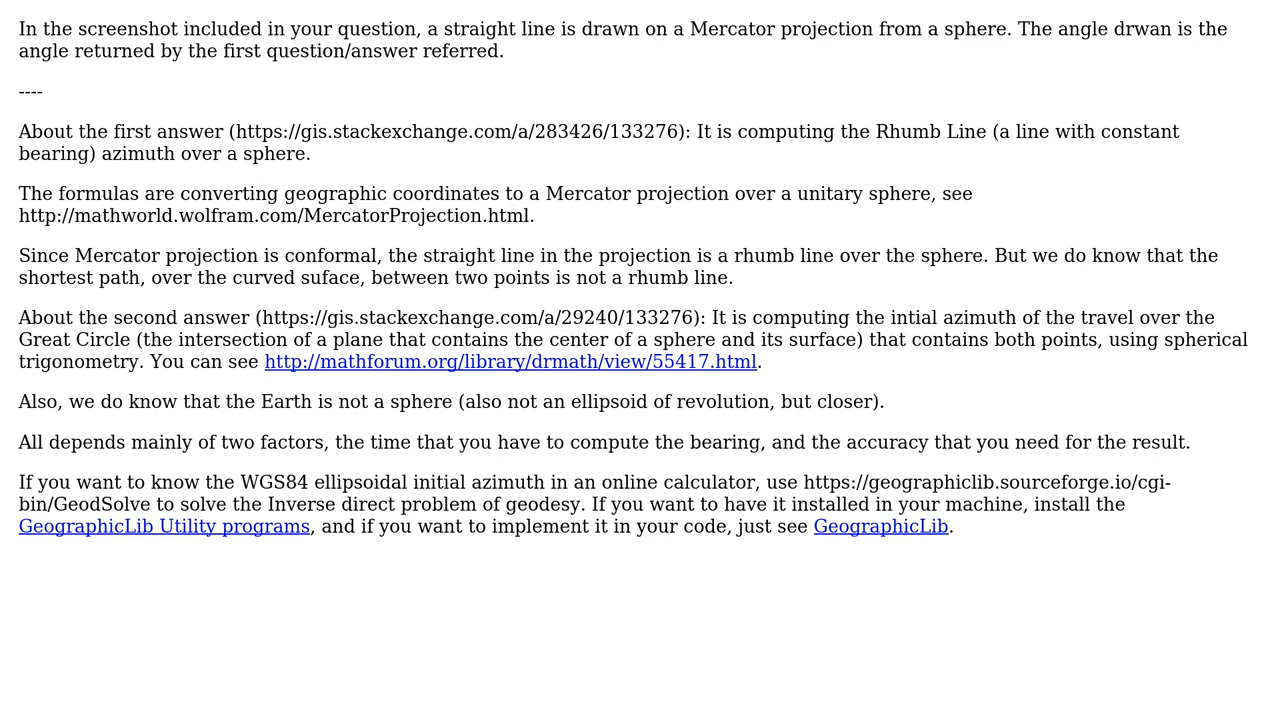 In the screenshot included in your question, a straight line is drawn on a Mercator projection from a sphere. The angle drwan is the
angle returned by the first question/answer referred.
----
About the first answer (https://gis.stackexchange.com/a/283426/133276): It is computing the Rhumb Line (a line with constant
bearing) azimuth over a sphere.
The formulas are converting geographic coordinates to a Mercator projection over a unitary sphere, see
http://mathworld.wolfram.com/MercatorProjection.html.
Since Mercator projection is conformal, the straight line in the projection is a rhumb line over the sphere. But we do know that the
shortest path, over the curved suface, between two points is not a rhumb line.
About the second answer (https://gis.stackexchange.com/a/29240/133276): It is computing the intial azimuth of the travel over the
Great Circle (the intersection of a plane that contains the center of a sphere and its surface) that contains both points, using spherical
trigonometry. You can see http://mathforum.org/library/drmath/view/55417.html.
Also, we do know that the Earth is not a sphere (also not an ellipsoid of revolution, but closer).
All depends mainly of two factors, the time that you have to compute the bearing, and the accuracy that you need for the result.
If you want to know the WGS84 ellipsoidal initial azimuth in an online calculator, use https://geographiclib.sourceforge.io/cgi-
bin/GeodSolve to solve the Inverse direct problem of geodesy. If you want to have it installed in your machine, install the
GeographicLib Utility programs, and if you want to implement it in your code, just see GeographicLib.